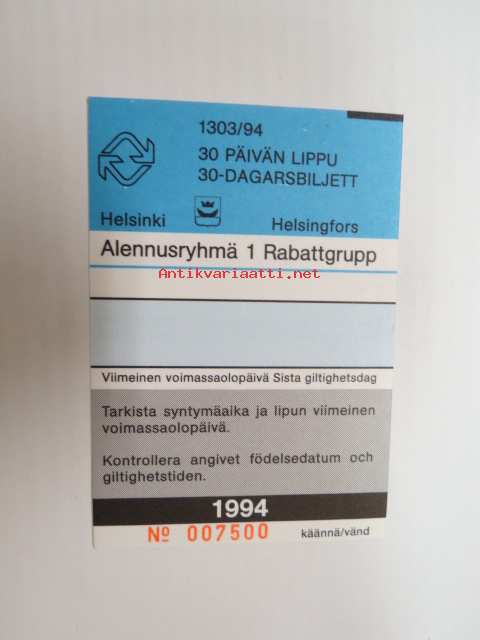 1303/94
30 PÄIVÄN LIPPU
30-DAGARSBILJETT
Helsinki Helsingfors
Alennusryhmä 1 Rabattgrupp
Antikvariaatti.net
Viimeinen voimassaolopäivä Sista giltighetsdag
Tarkista syntymäaika ja lipun viimeinen
voimassaolopäivä.
Kontrollera angivet födelsedatum och
giltighetstiden.
1994
Nº 007500 käännä/vänd